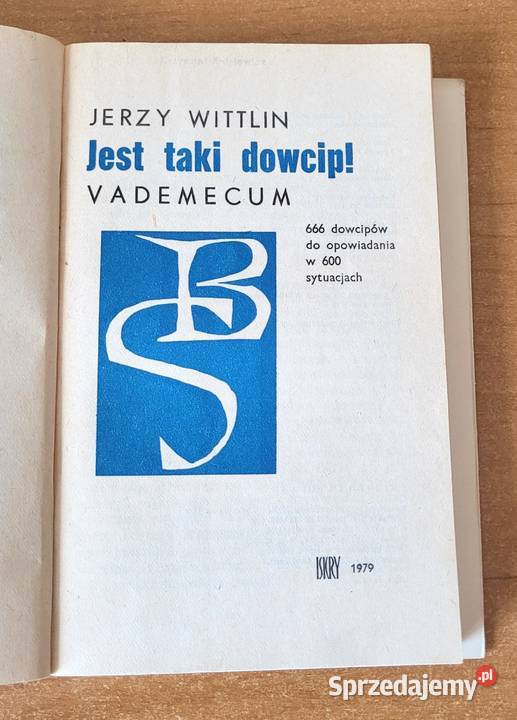 JERZY WITTLIN
Jest taki dowcip!
VADEMECUM
666 dowcipów
do opowiadania
w 600
sytuacjach
BS
ISKRY 1979
Sprzedajemy.pl